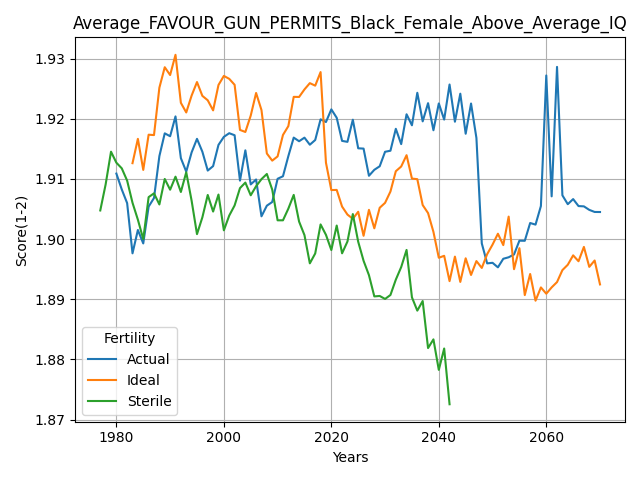 Average_FAVOUR_GUN_PERMITS_Black_Female_Above_Average_IQ
1.93
1.92
1.91
1.90
1.89
1.88
1.87
Score(1-2)
Fertility
Actual
Ideal
Sterile
1980 2000 2020 2040 2060
Years